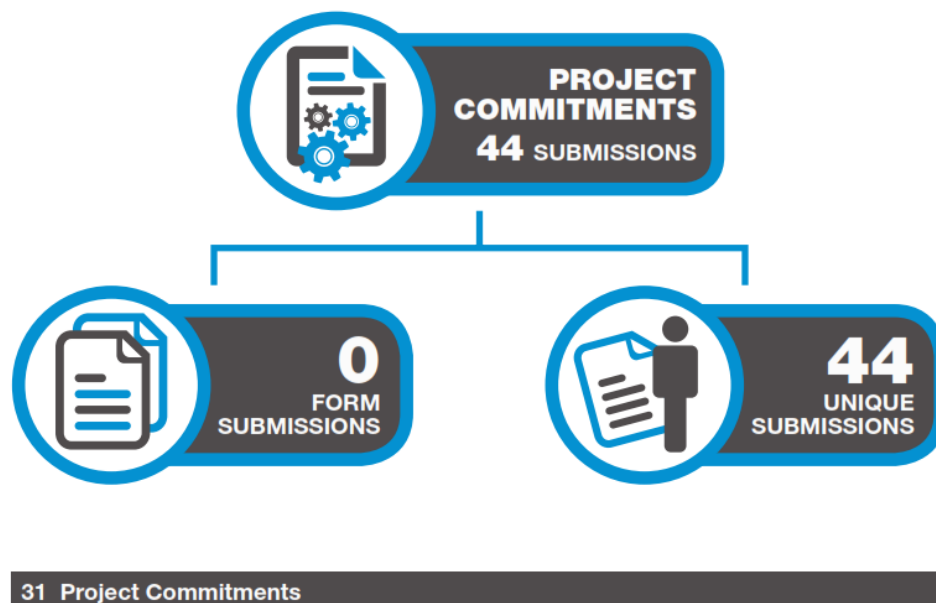 PROJECT
COMMITMENTS
44 SUBMISSIONS
0
FORM
SUBMISSIONS
44
UNIQUE
SUBMISSIONS
31 Project Commitments